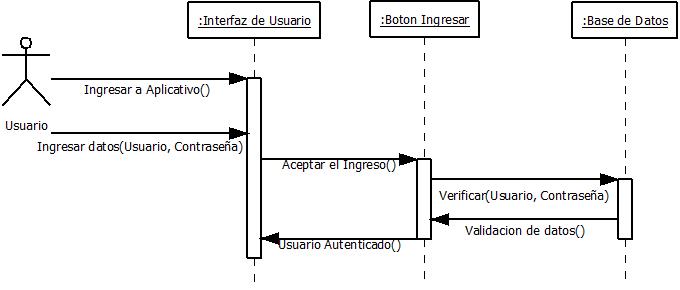 :Interfaz de Usuario
:Boton Ingresar
:Base de Datos
Ingresar a Aplicativo()
Usuario
Ingresar datos(Usuario, Contraseña)
Aceptar el Ingreso()
Verificar(Usuario, Contraseña)
Validacion de datos()
Usuario Autenticado()